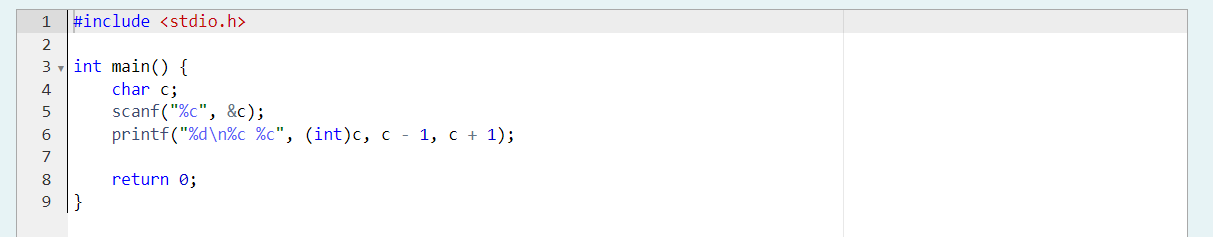 1 #include <stdio.h>
2
3 int main() {
4     char c;
5     scanf("%c", &c);
6     printf("%d\n%c %c", (int)c, c - 1, c + 1);
7
8     return 0;
9 }